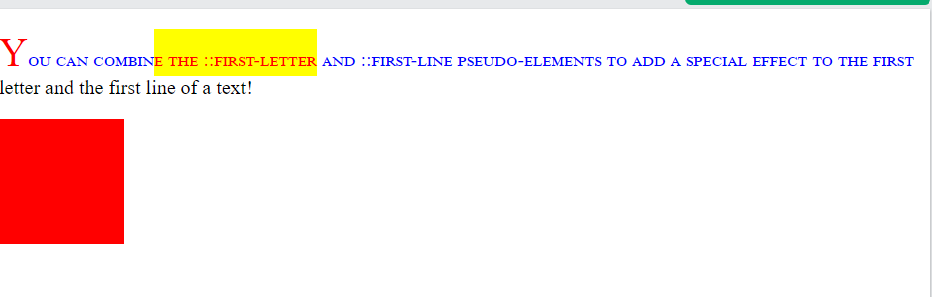 You can combine the ::first-letter and ::first-line pseudo-elements to add a special effect to the first
letter and the first line of a text!